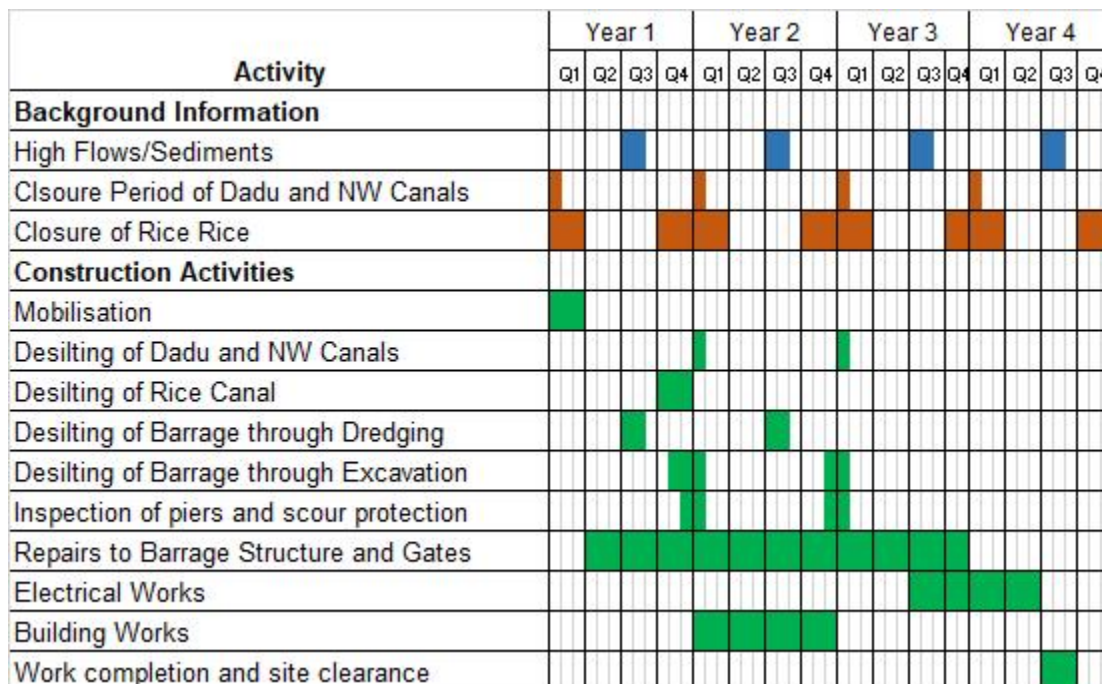 Year 1 Year 2 Year 3 Year 4
Activity Q1 Q2 Q3 Q4 Q1 Q2 Q3 Q4 Q1 Q2 Q3 Q4 Q1 Q2 Q3 Q4
Background Information
High Flows/Sediments
Clsoure Period of Dadu and NW Canals
Closure of Rice Rice
Construction Activities
Mobilisation
Desilting of Dadu and NW Canals
Desilting of Rice Canal
Desilting of Barrage through Dredging
Desilting of Barrage through Excavation
Inspection of piers and scour protection
Repairs to Barrage Structure and Gates
Electrical Works
Building Works
Work completion and site clearance